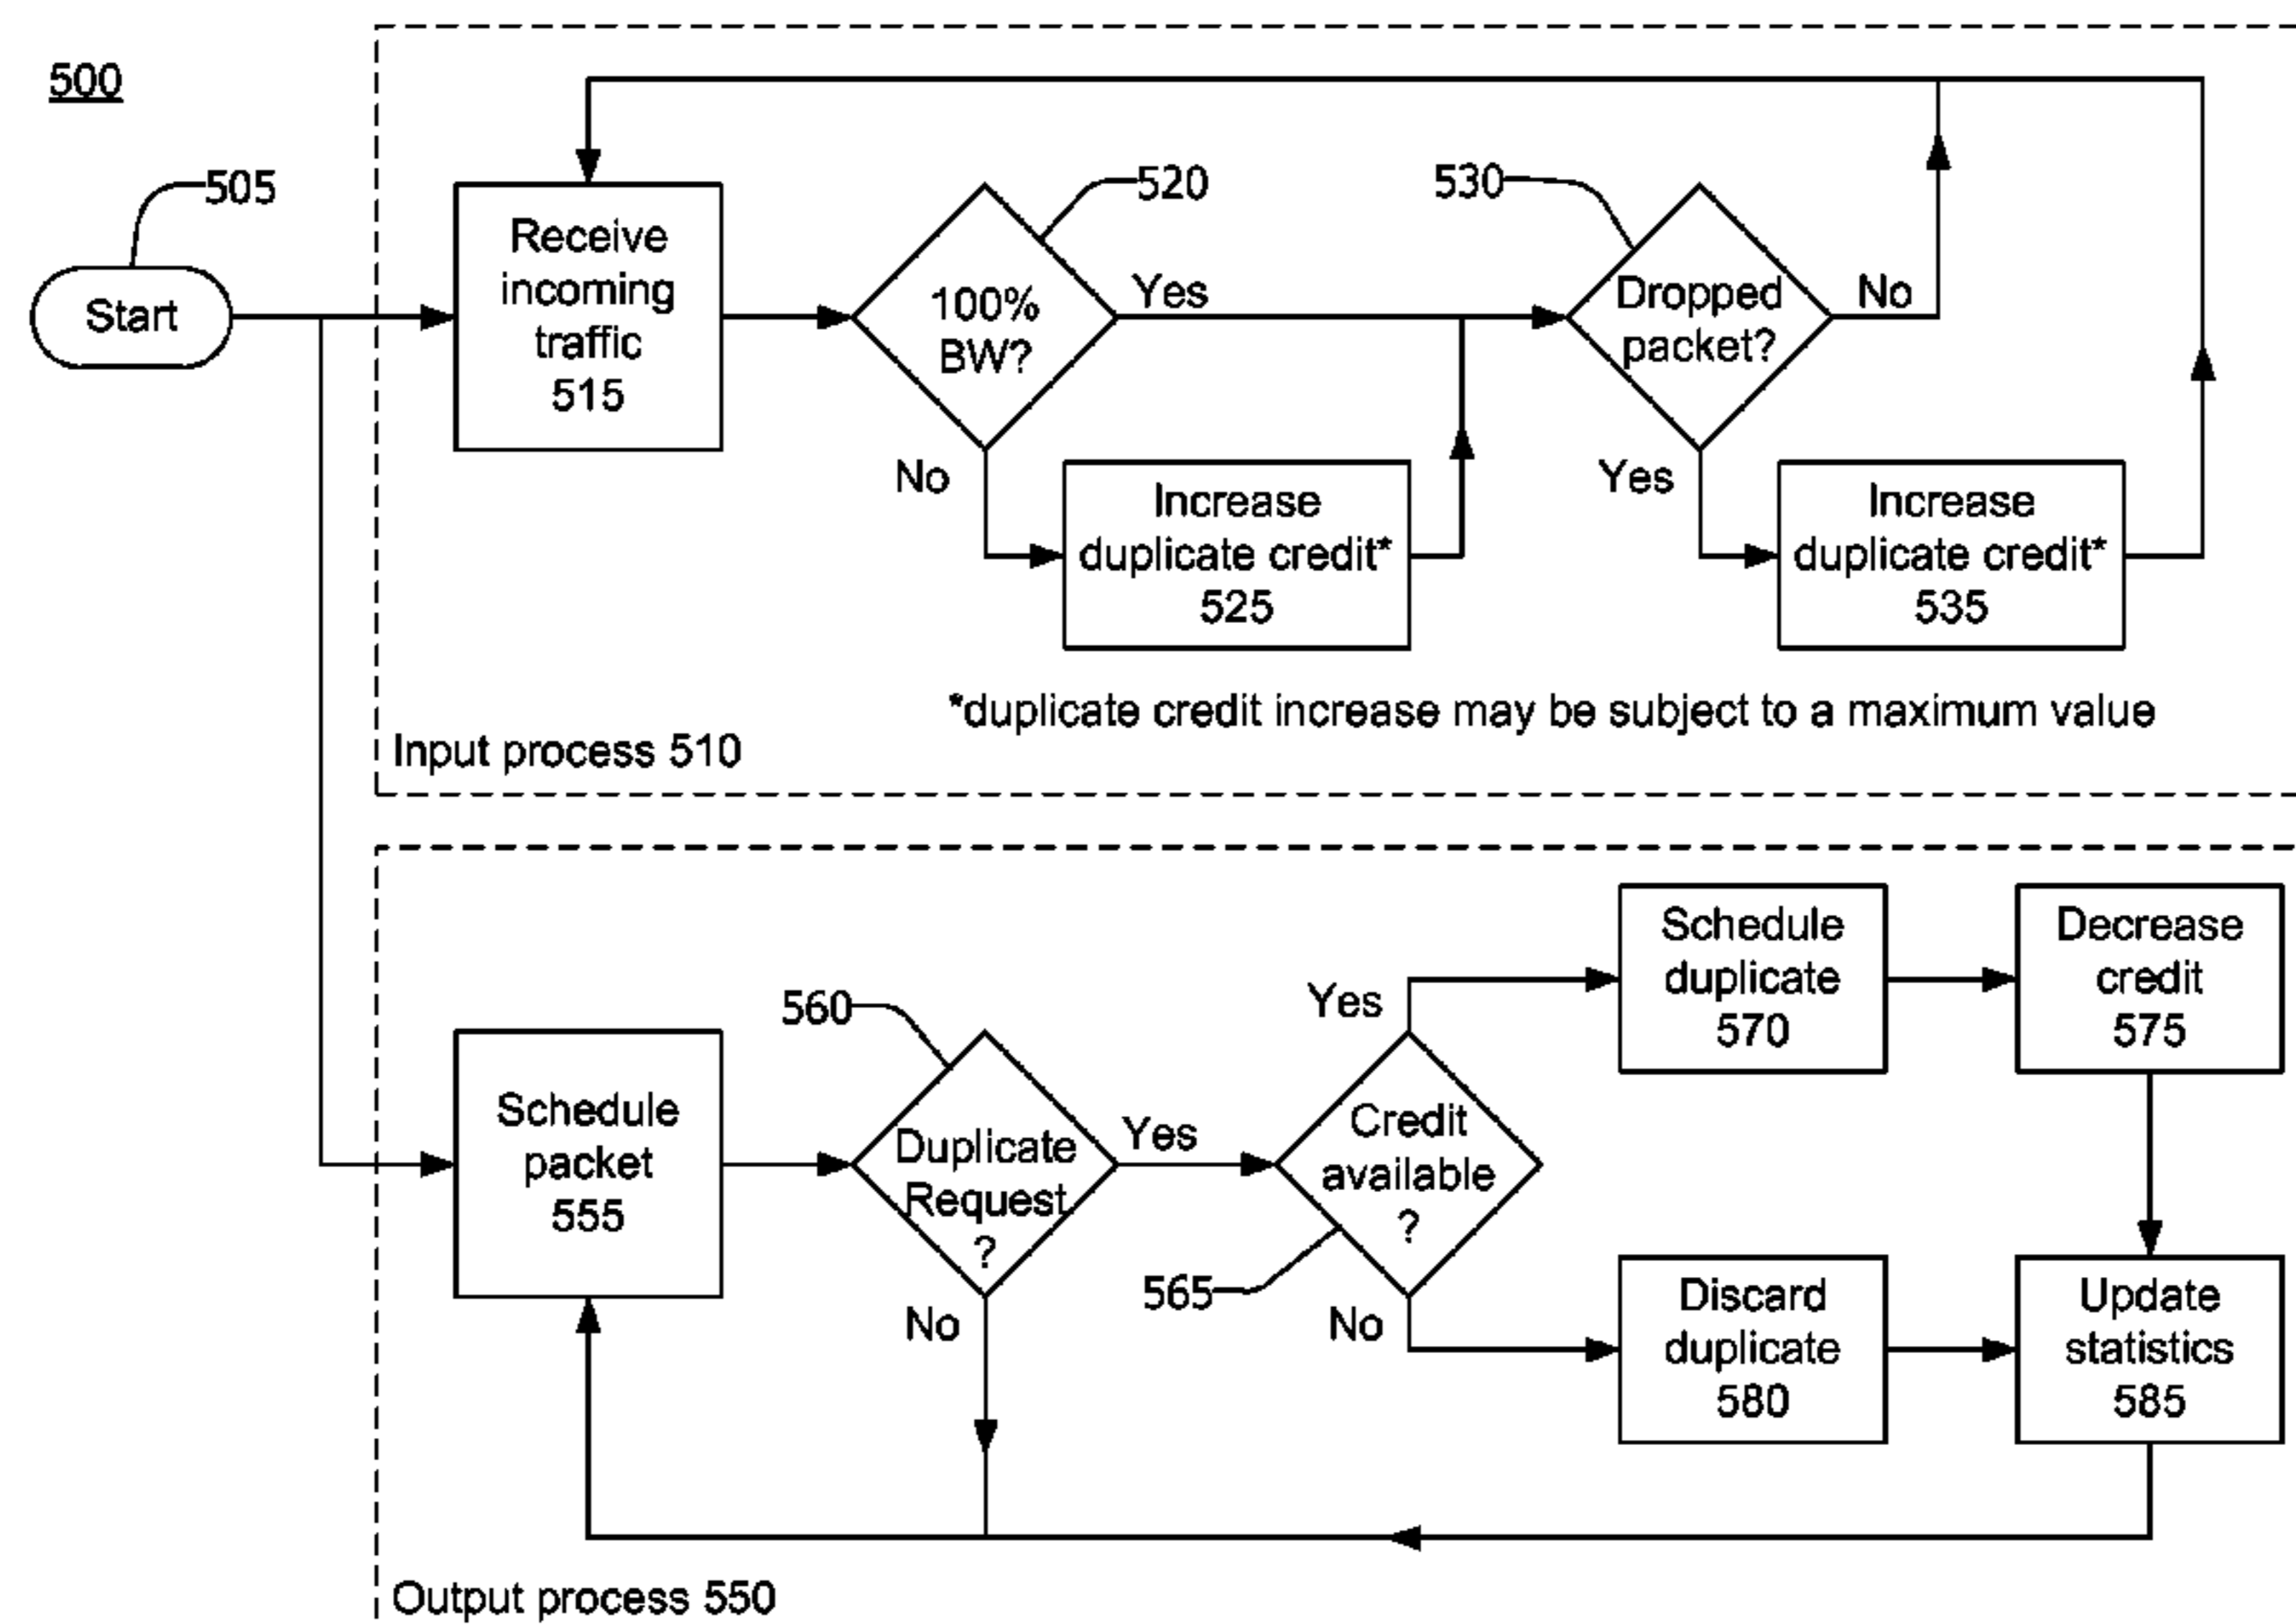 500
505
Start
Receive
incoming
traffic
515
520
100%
BW?
Yes
No
Increase
duplicate credit*
525
530
Dropped
packet?
No
Yes
Increase
duplicate credit*
535
*duplicate credit increase may be subject to a maximum value
Input process 510
Schedule
packet
555
560
Duplicate
Request
?
Yes
No
Credit
available
?
565
Yes
No
Schedule
duplicate
570
Decrease
credit
575
Discard
duplicate
580
Update
statistics
585
Output process 550